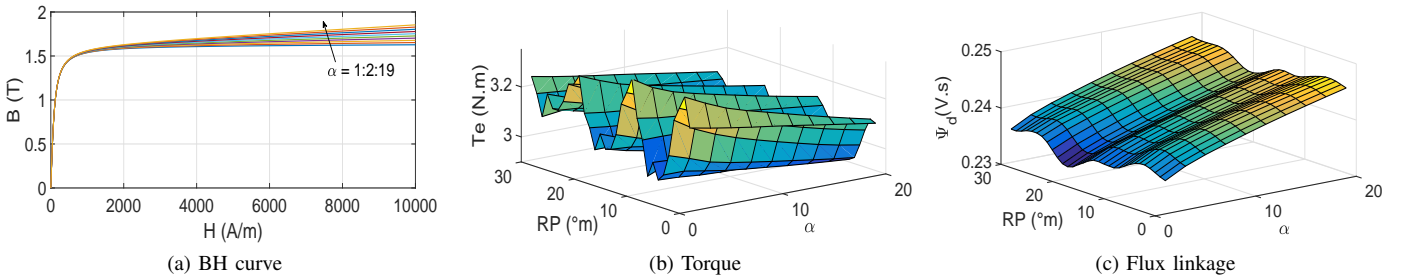 2
1.5
1
0.5
0
B (T)
0 2000 4000 6000 8000 10000
H (A/m)
α = 1:2:19
(a) BH curve
3.2
3
Te (N.m)
30
20
10
0
RP (°m)
0
10
20
α
(b) Torque
0.25
0.24
0.23
Ψd(V.s)
30
20
10
0
RP (°m)
0
10
20
α
(c) Flux linkage